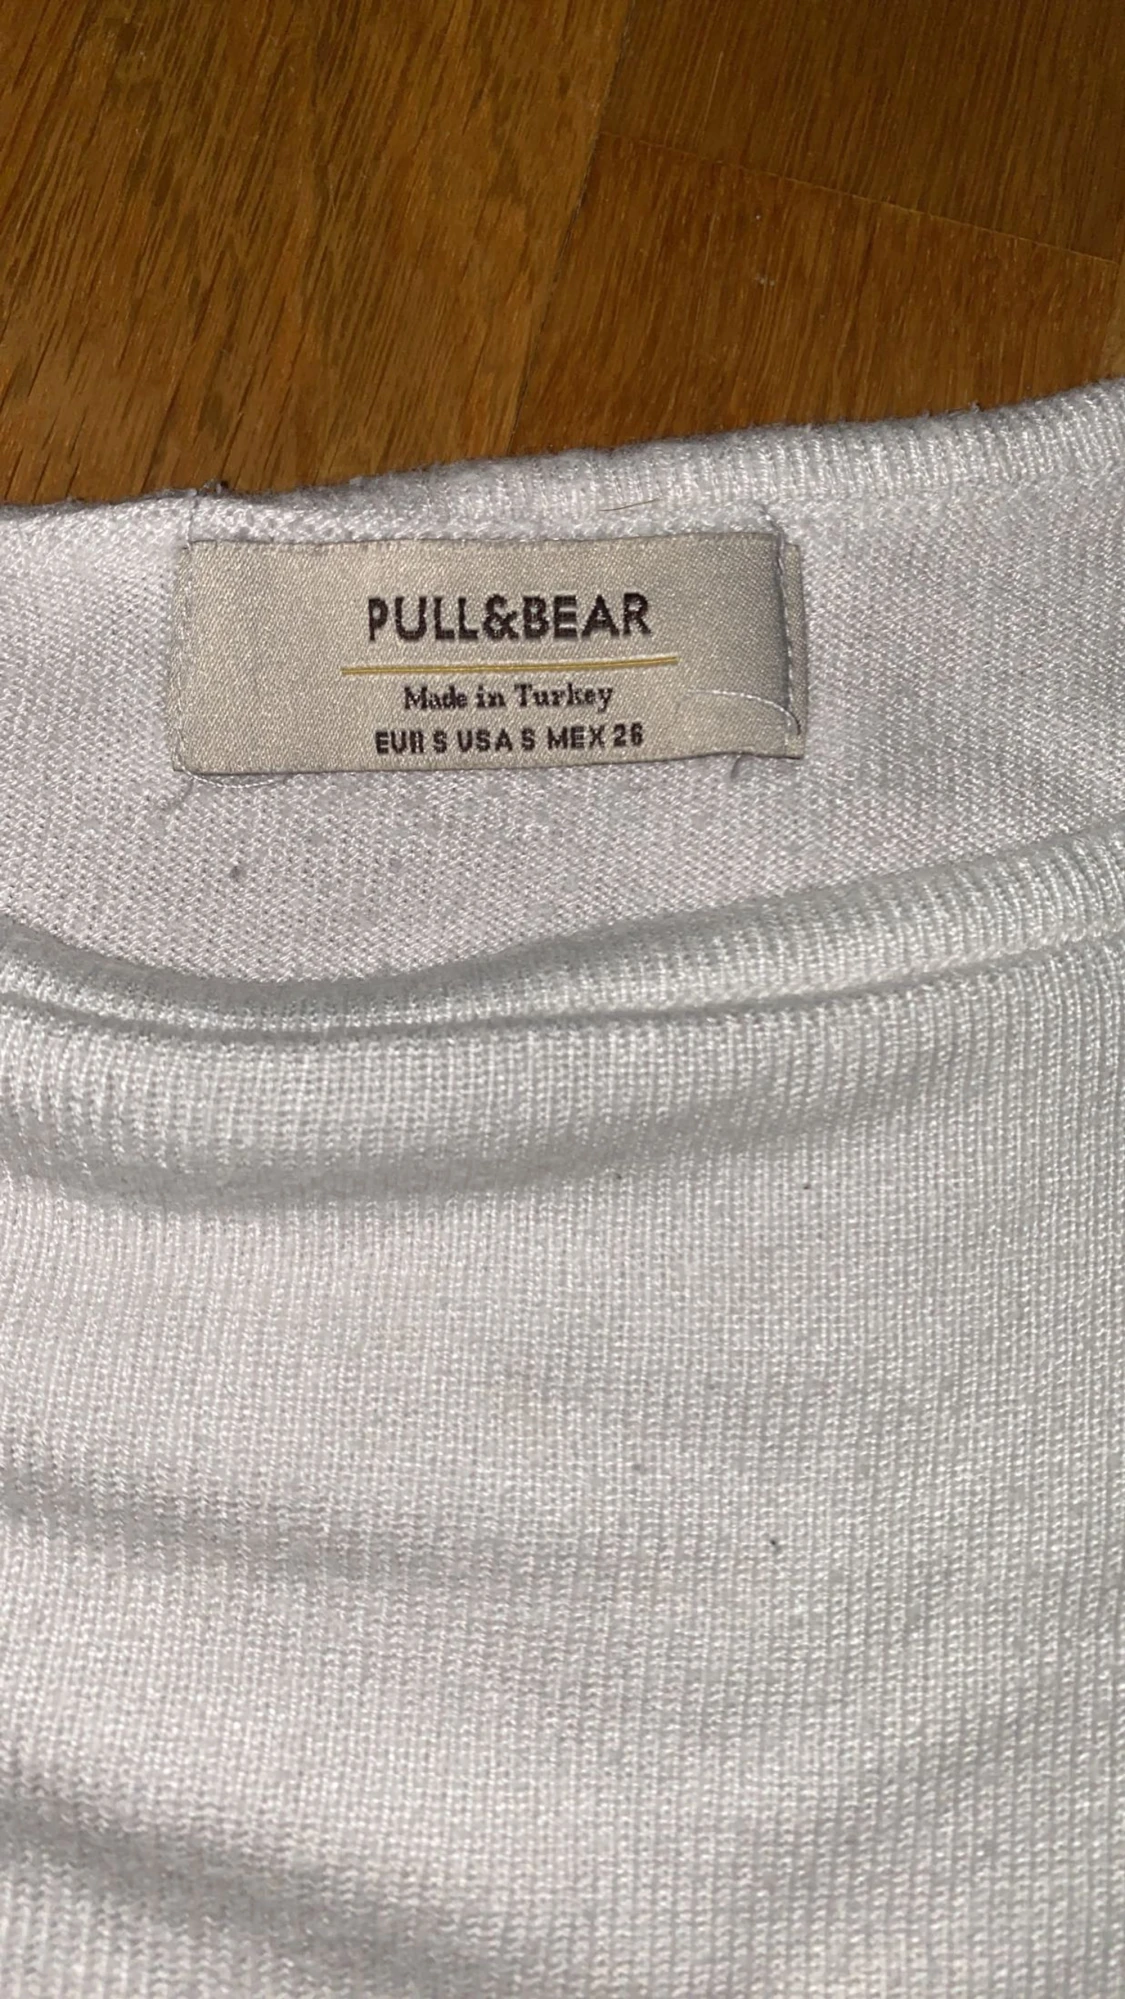 PULL&BEAR
Made in Turkey
EUR S USA S MEX 26